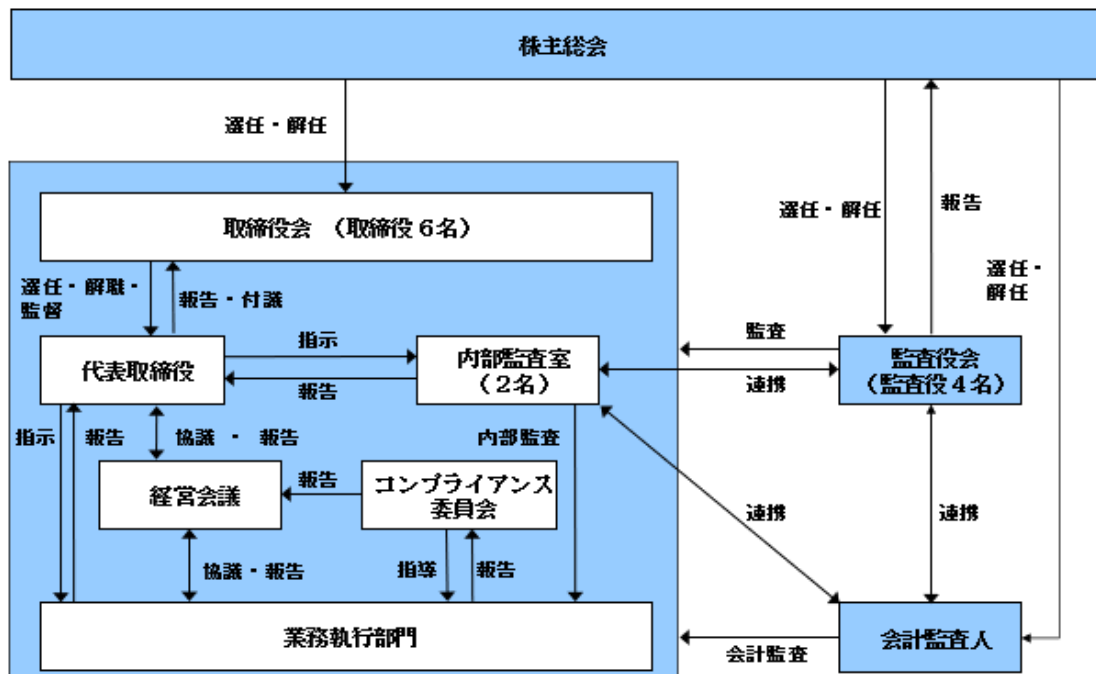 株主総会
選任・解任
取締役会 （取締役６名）
選任・解任
報告
選任・
解任
選任・解職・
監督
報告・付議
代表取締役
指示
報告
内部監査室
（２名）
監査
連携
監査役会
（監査役４名）
指示
報告
協議 ・ 報告
内部監査
経営会議
報告
コンプライアンス
委員会
連携
連携
協議・報告
指導
報告
業務執行部門
会計監査
会計監査人